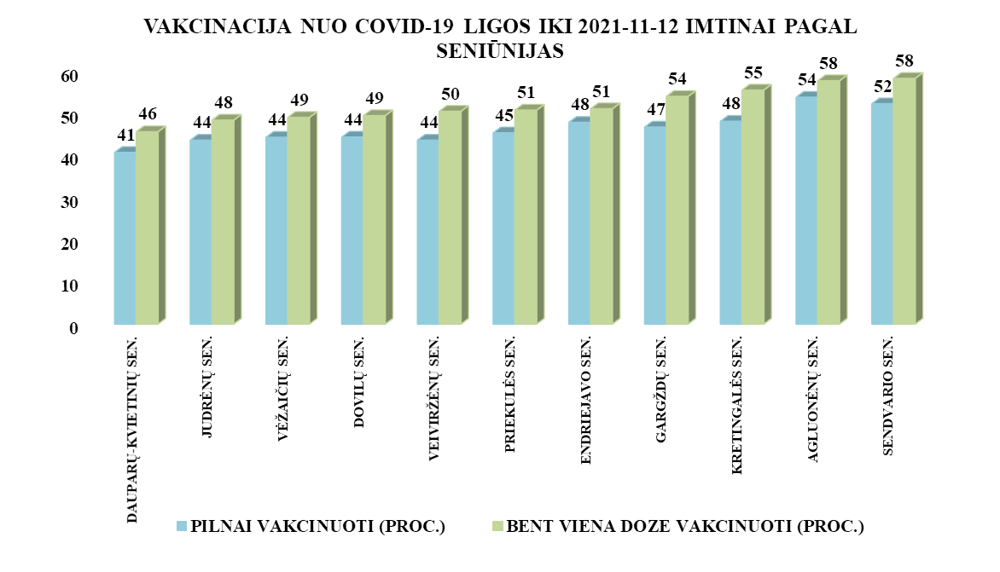 VAKCINACIJA NUO COVID-19 LIGOS IKI 2021-11-12 IMTINAI PAGAL
SENIŪNIJAS
60
50
40
30
20
10
0
41 46
44 48
44 49
44 49
44 50
45 51
48 51
47 54
48 55
54 58
52 58
DAUPARŲ-KVIETINIŲ SEN.
JUDRĖNŲ SEN.
VĖŽAIČIŲ SEN.
DOVILŲ SEN.
VEIVIRŽĖNŲ SEN.
PRIEKULĖS SEN.
ENDRIEJAVO SEN.
GARGŽDŲ SEN.
KRETINGALĖS SEN.
AGLUONĖNŲ SEN.
SENDVARIO SEN.
PILNAI VAKCINUOTI (PROC.)
BENT VIENA DOZE VAKCINUOTI (PROC.)